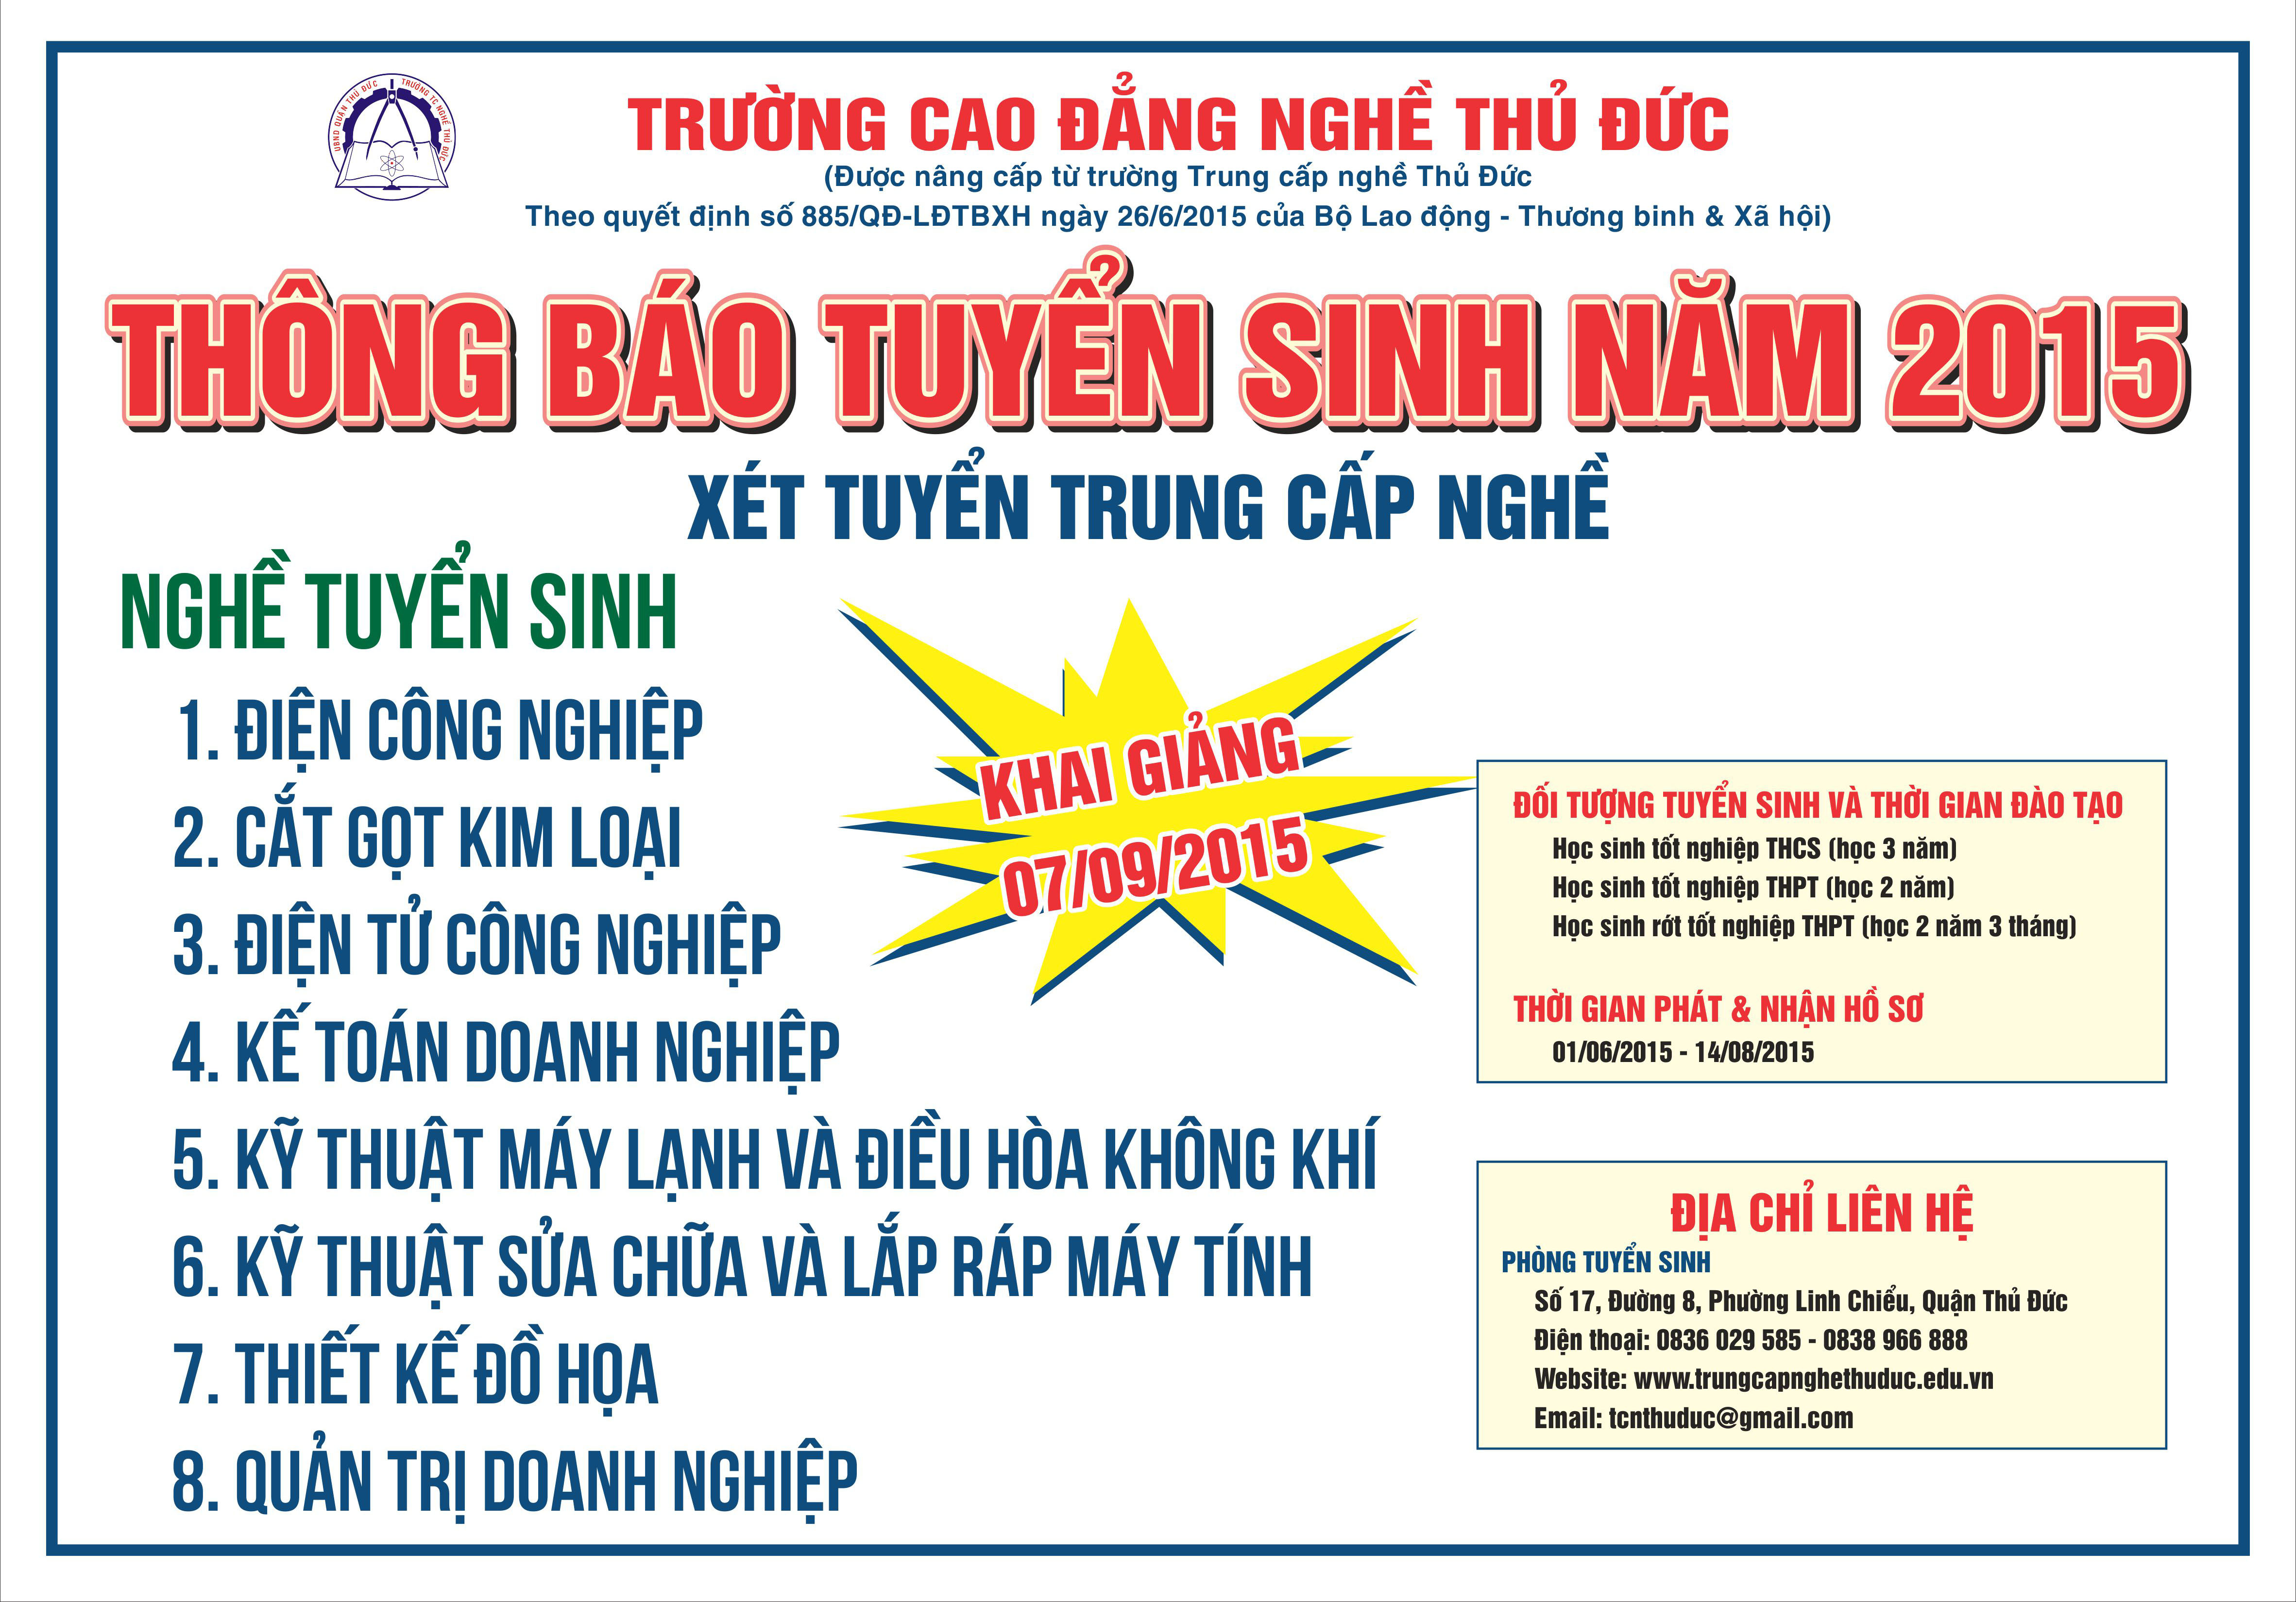 UBND QUẬN THỦ ĐỨC TRƯỜNG TC NGHỀ THỦ ĐỨC
TRƯỜNG CAO ĐẲNG NGHỀ THỦ ĐỨC
(Được nâng cấp từ trường Trung cấp nghề Thủ Đức
Theo quyết định số 885/QĐ-LĐTBXH ngày 26/6/2015 của Bộ Lao động - Thương binh & Xã hội)
THÔNG BÁO TUYỂN SINH NĂM 2015
XÉT TUYỂN TRUNG CẤP NGHỀ
NGHỀ TUYỂN SINH
1. ĐIỆN CÔNG NGHIỆP
2. CẮT GỌT KIM LOẠI
3. ĐIỆN TỬ CÔNG NGHIỆP
4. KẾ TOÁN DOANH NGHIỆP
5. KỸ THUẬT MÁY LẠNH VÀ ĐIỀU HÒA KHÔNG KHÍ
6. KỸ THUẬT SỬA CHỮA VÀ LẮP RÁP MÁY TÍNH
7. THIẾT KẾ ĐỒ HỌA
8. QUẢN TRỊ DOANH NGHIỆP
KHAI GIẢNG
07/09/2015
ĐỐI TƯỢNG TUYỂN SINH VÀ THỜI GIAN ĐÀO TẠO
Học sinh tốt nghiệp THCS (học 3 năm)
Học sinh tốt nghiệp THPT (học 2 năm)
Học sinh rớt tốt nghiệp THPT (học 2 năm 3 tháng)
THỜI GIAN PHÁT & NHẬN HỒ SƠ
01/06/2015 - 14/08/2015
ĐỊA CHỈ LIÊN HỆ
PHÒNG TUYỂN SINH
Số 17, Đường 8, Phường Linh Chiểu, Quận Thủ Đức
Điện thoại: 0836 029 585 - 0838 966 888
Website: www.trungcapnghethuduc.edu.vn
Email: tcnthuduc@gmail.com